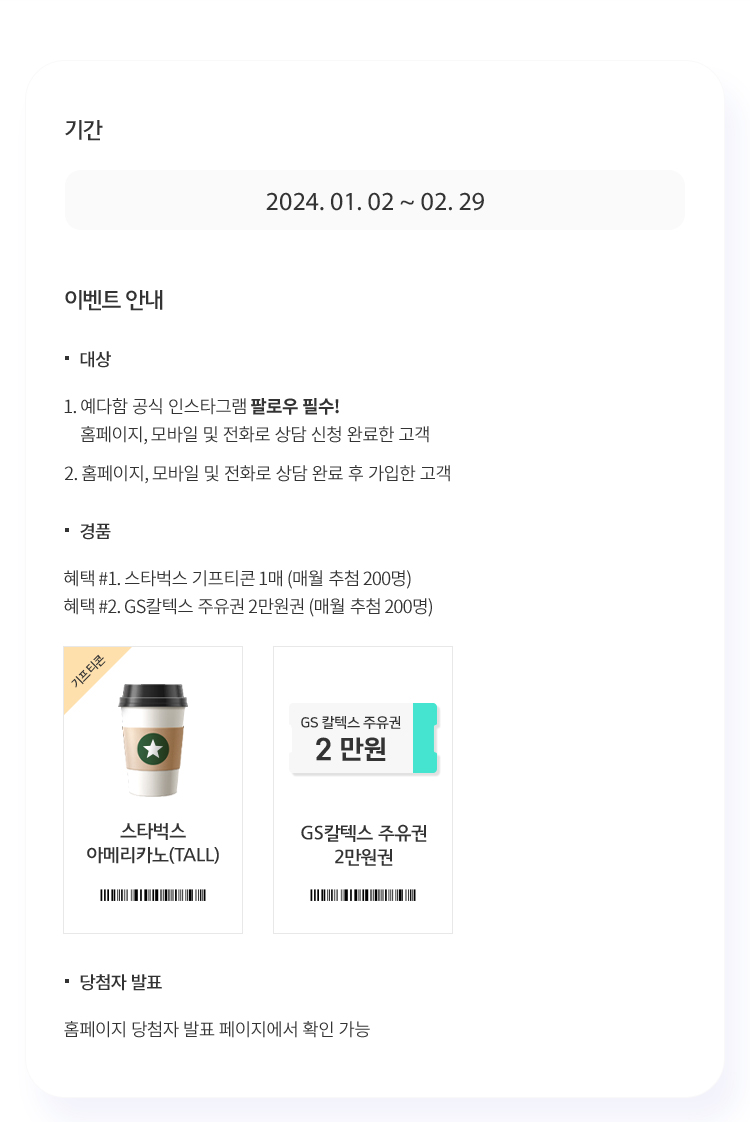 기간
2024. 01. 02 ~ 02. 29
이벤트 안내
▪ 대상
1. 예다함 공식 인스타그램 팔로우 필수!
홈페이지, 모바일 및 전화로 상담 신청 완료한 고객
2. 홈페이지, 모바일 및 전화로 상담 완료 후 가입한 고객
▪ 경품
혜택 #1. 스타벅스 기프티콘 1매 (매월 추첨 200명)
혜택 #2. GS칼텍스 주유권 2만원권 (매월 추첨 200명)
기프티콘
스타벅스
아메리카노(TALL)
GS 칼텍스 주유권
2 만원
GS칼텍스 주유권
2만원권
▪ 당첨자 발표
홈페이지 당첨자 발표 페이지에서 확인 가능